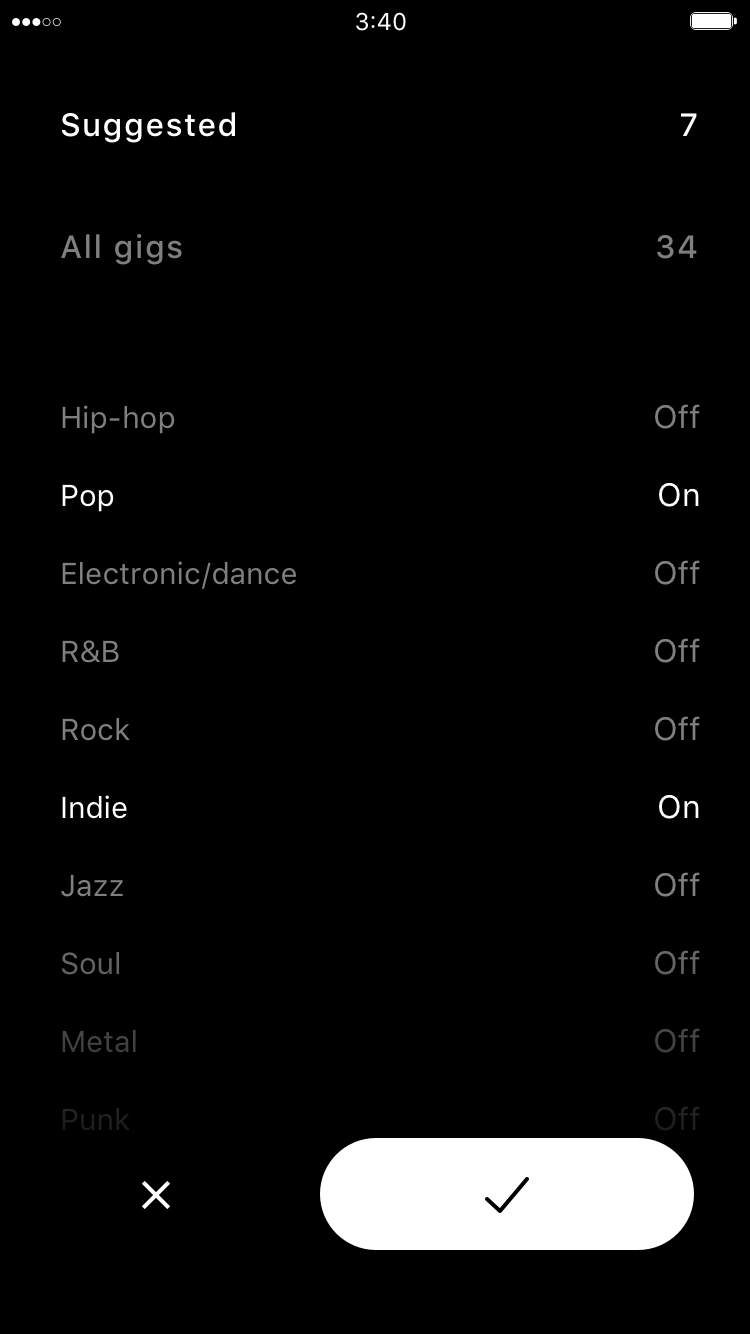 3:40
Suggested 7
All gigs 34
Hip-hop Off
Pop On
Electronic/dance Off
R&B Off
Rock Off
Indie On
Jazz Off
Soul Off
Metal Off
Punk Off